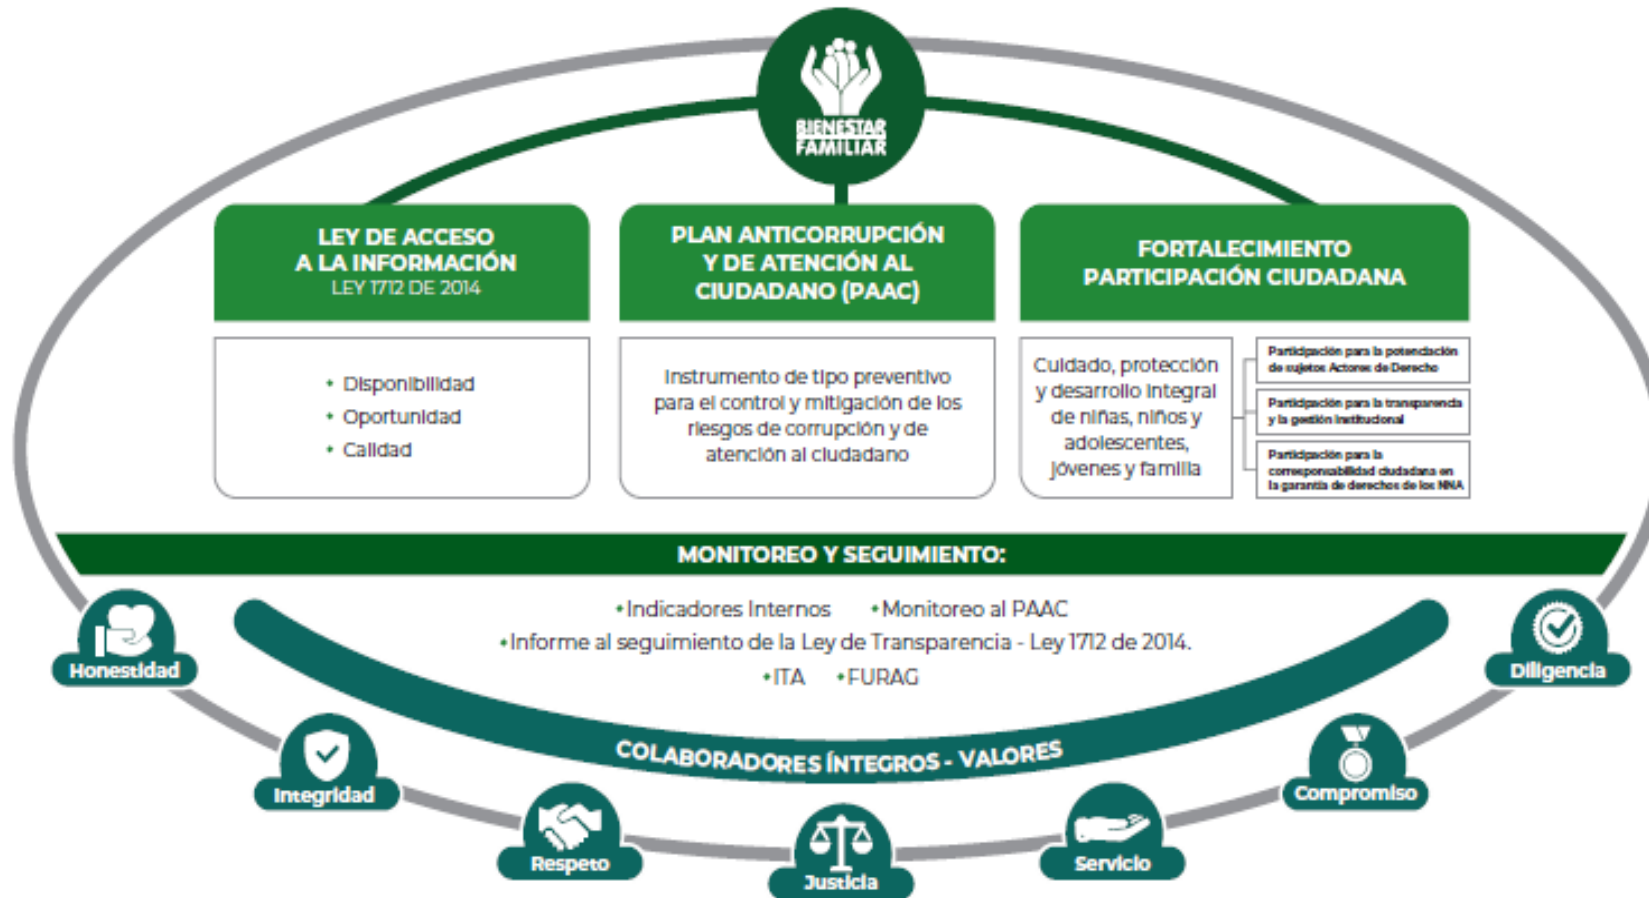 BIENESTAR
FAMILIAR
LEY DE ACCESO
A LA INFORMACIÓN
LEY 1712 DE 2014
• Disponibilidad
• Oportunidad
• Calidad
PLAN ANTICORRUPCIÓN
Y DE ATENCIÓN AL
CIUDADANO (PAAC)
Instrumento de tipo preventivo
para el control y mitigación de los
riesgos de corrupción y de
atención al ciudadano
FORTALECIMIENTO
PARTICIPACIÓN CIUDADANA
Cuidado, protección
y desarrollo integral
de niñas, niños y
adolescentes,
jóvenes y familia
Participación para la potenciación
de sujetos Actores de Derecho
Participación para la transparencia
y la gestión institucional
Participación para la
corresponsabilidad ciudadana en
la garantía de derechos de los NNA
MONITOREO Y SEGUIMIENTO:
•Indicadores Internos •Monitoreo al PAAC
•Informe al seguimiento de la Ley de Transparencia - Ley 1712 de 2014.
•ITA •FURAG
COLABORADORES ÍNTEGROS - VALORES
Honestidad
Integridad
Respeto
Justicia
Servicio
Compromiso
Diligencia